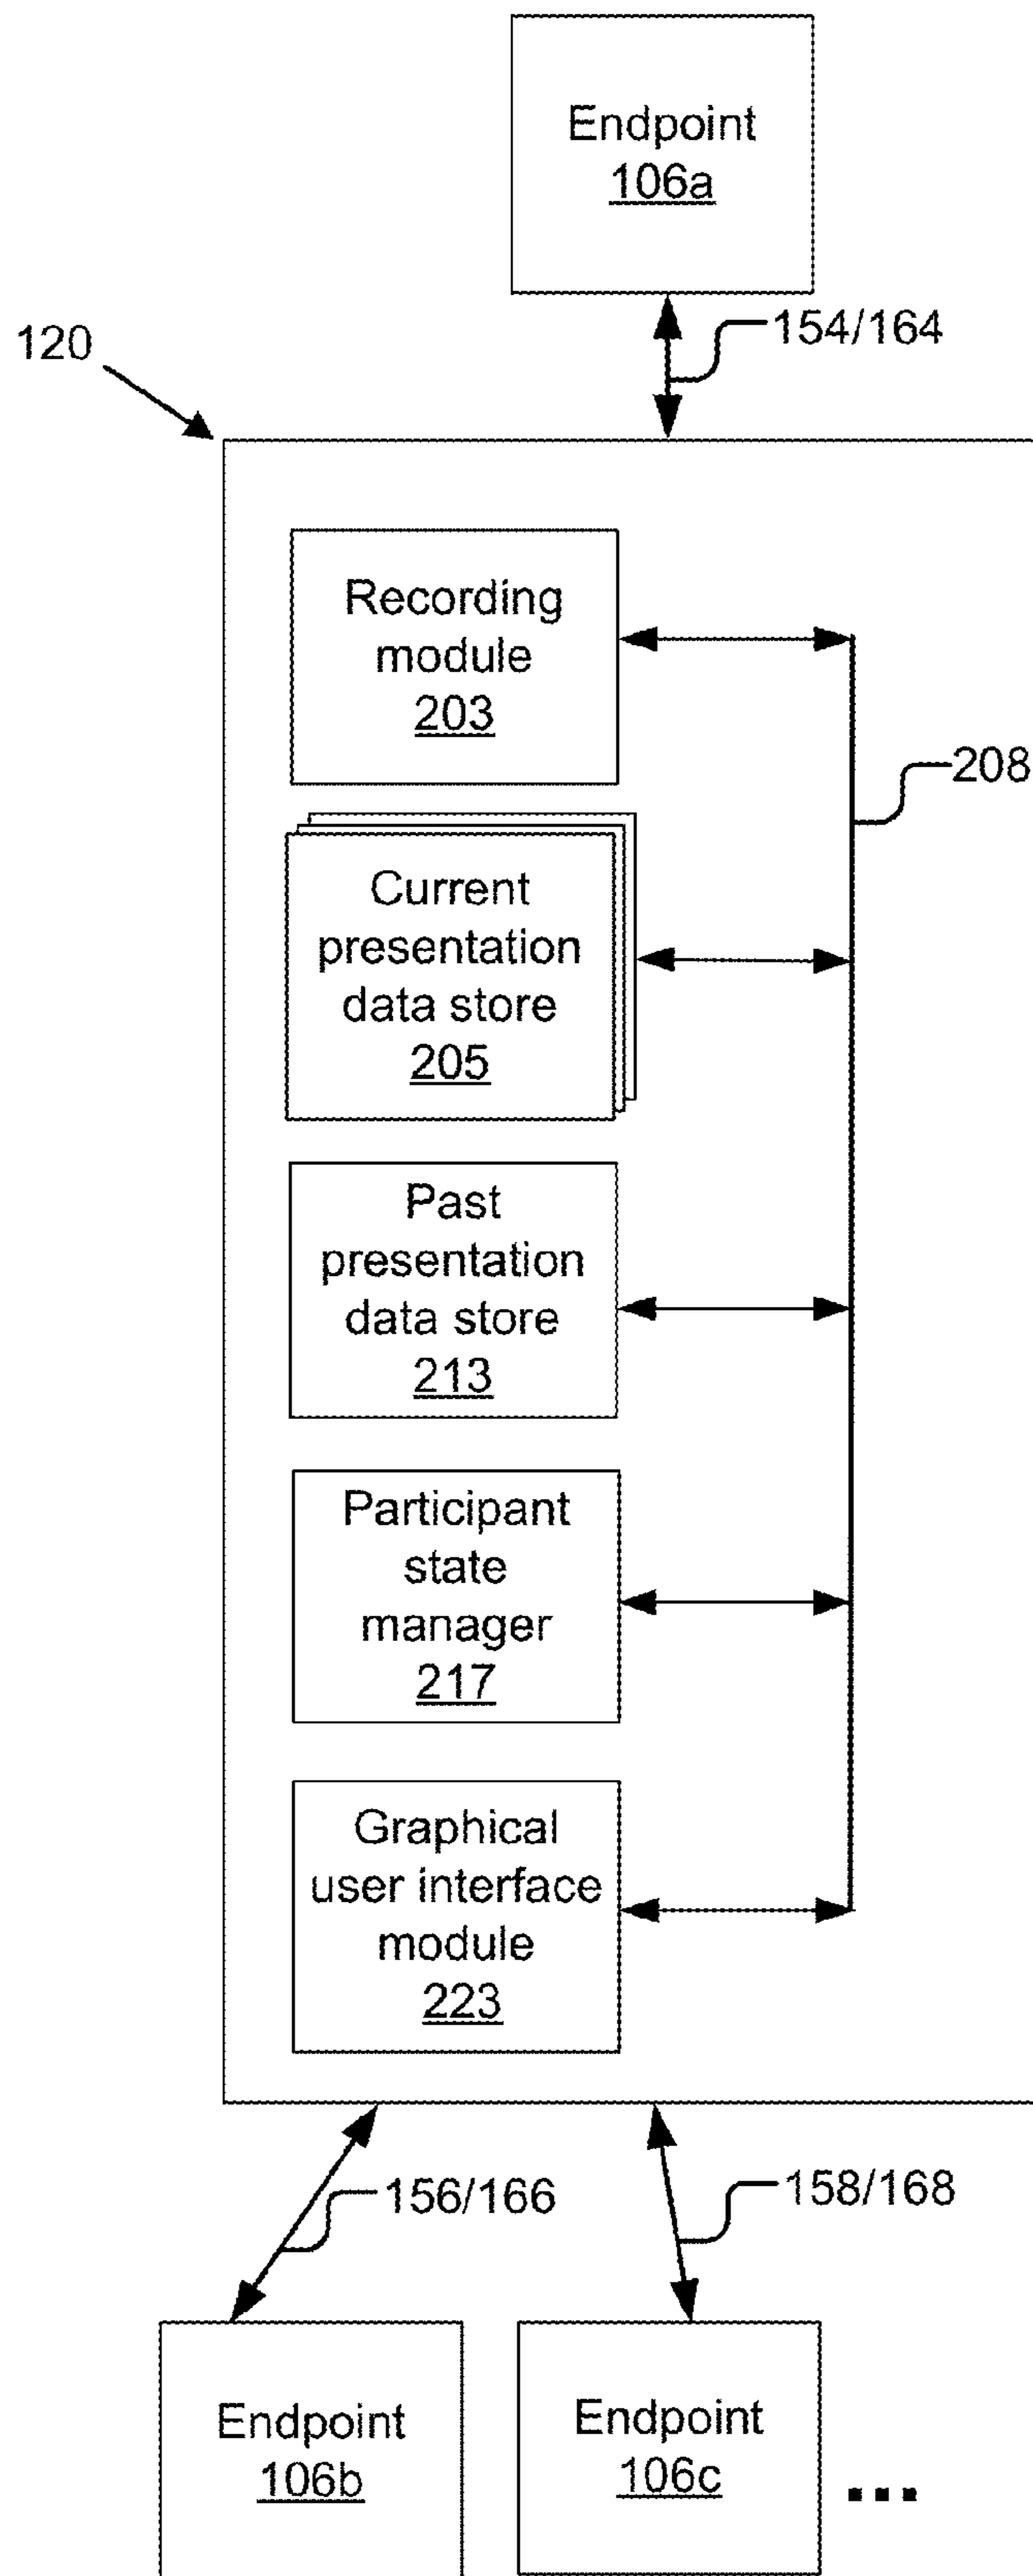 Endpoint
106a
154/164
120
Recording
module
203
208
Current
presentation
data store
205
Past
presentation
data store
213
Participant
state
manager
217
Graphical
user interface
module
223
156/166
158/168
Endpoint
106b
Endpoint
106c
...